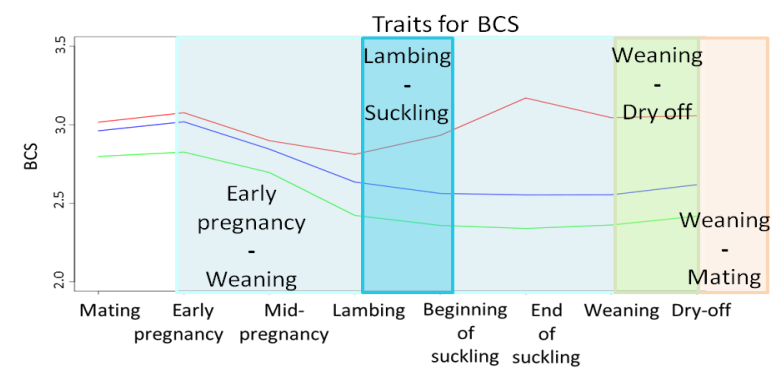 Traits for BCS
3.5
3.0
2.5
2.0
BCS
Lambing
-
Suckling
Weaning
-
Dry off
Early
pregnancy
-
Weaning
Weaning
-
Mating
Mating
Early
pregnancy
Mid-
pregnancy
Lambing
Beginning
of
suckling
End
of
suckling
Weaning
Dry-off